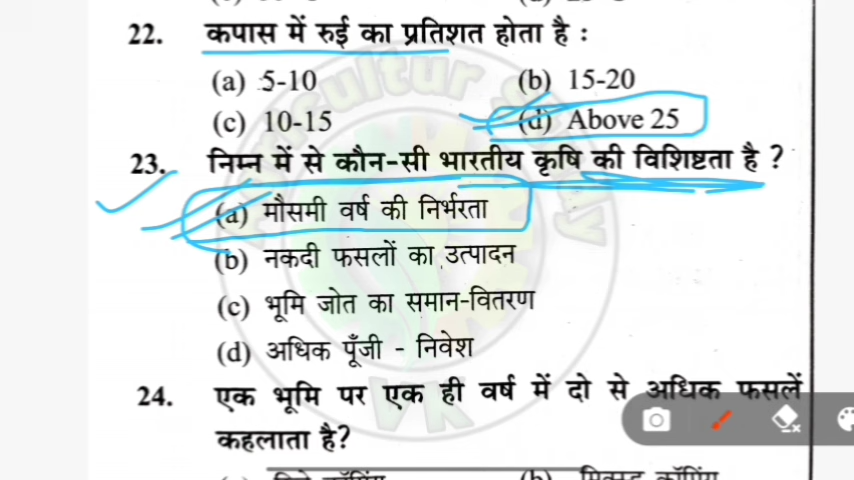 22. कपास में रुई का प्रतिशत होता है :
(a) 5-10 (b) 15-20
(c) 10-15 (d) Above 25
23. निम्न में से कौन-सी भारतीय कृषि की विशिष्टता है ?
(a) मौसमी वर्ष की निर्भरता
(b) नकदी फसलों का उत्पादन
(c) भूमि जोत का समान-वितरण
(d) अधिक पूँजी - निवेश
24. एक भूमि पर एक ही वर्ष में दो से अधिक फसलें
कहलाता है?